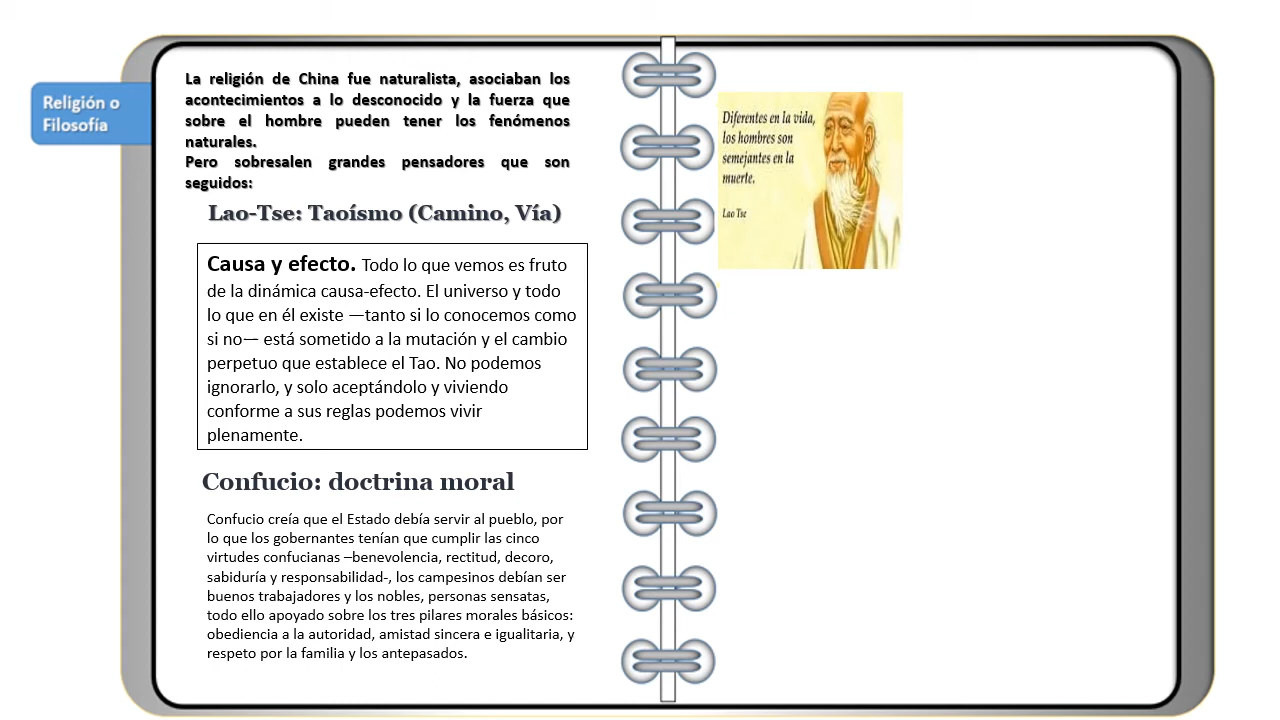 Religión o
Filosofía
La religión de China fue naturalista, asociaban los
acontecimientos a lo desconocido y la fuerza que
sobre el hombre pueden tener los fenómenos
naturales.
Pero sobresalen grandes pensadores que son
seguidos:
Lao-Tse: Taoísmo (Camino, Vía)
Causa y efecto. Todo lo que vemos es fruto
de la dinámica causa-efecto. El universo y todo
lo que en él existe —tanto si lo conocemos como
si no— está sometido a la mutación y el cambio
perpetuo que establece el Tao. No podemos
ignorarlo, y solo aceptándolo y viviendo
conforme a sus reglas podemos vivir
plenamente.
Confucio: doctrina moral
Confucio creía que el Estado debía servir al pueblo, por
lo que los gobernantes tenían que cumplir las cinco
virtudes confucianas –benevolencia, rectitud, decoro,
sabiduría y responsabilidad-, los campesinos debían ser
buenos trabajadores y los nobles, personas sensatas,
todo ello apoyado sobre los tres pilares morales básicos:
obediencia a la autoridad, amistad sincera e igualitaria, y
respeto por la familia y los antepasados.
Diferentes en la vida,
los hombres son
semejantes en la
muerte.
Lao Tse